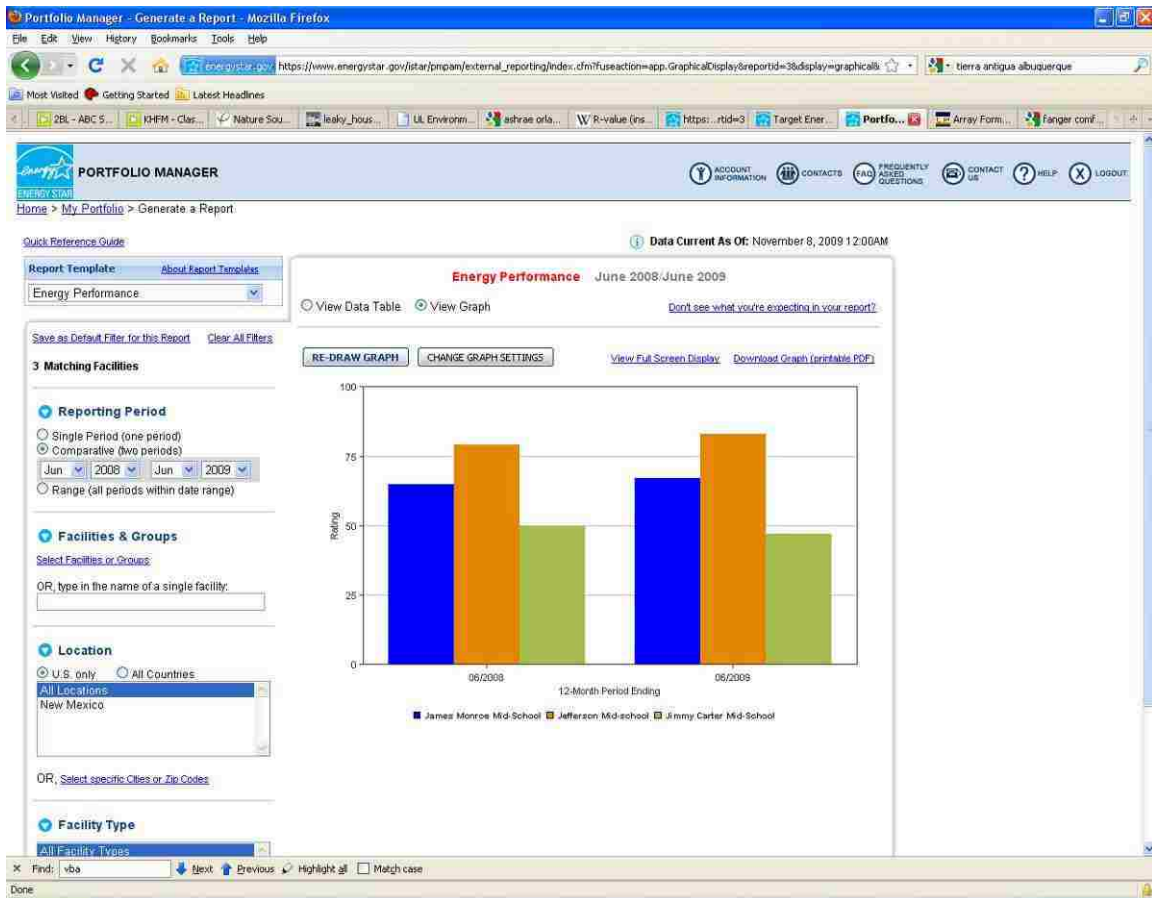 Portfolio Manager - Generate a Report - Mozilla Firefox
File Edit View History Bookmarks Tools Help
energystar.gov https://www.energystar.gov/istar/pmpam/external_reporting/index.cfm?fuseaction=app.GraphicalDisplay&reportid=3&display=graphical& tierra antigua albuquerque
Most Visited Getting Started Latest Headlines
2BL - ABC 5... KHFM - Clas... Nature Sou... leaky_hous... UL Environm... ashrae orla... R-value (ins... https:...rtid=3 Target Ener... Portfo... Array Form... fanger comf...
energy ENERGY STAR PORTFOLIO MANAGER ACCOUNT INFORMATION CONTACTS FAQ FREQUENTLY ASKED QUESTIONS CONTACT US ? HELP X LOGOUT
Home > My Portfolio > Generate a Report
Quick Reference Guide
Data Current As Of: November 8, 2009 12:00AM
Report Template About Report Templates
Energy Performance
Energy Performance June 2008/June 2009
View Data Table View Graph Don't see what you're expecting in your report?
Save as Default Filter for this Report Clear All Filters
3 Matching Facilities
RE-DRAW GRAPH CHANGE GRAPH SETTINGS View Full Screen Display Download Graph (printable PDF)
Reporting Period
Single Period (one period)
Comparative (two periods)
Jun 2008 Jun 2009
Range (all periods within date range)
Facilities & Groups
Select Facilities or Groups
OR, type in the name of a single facility:
Location
U.S. only All Countries
All Locations
New Mexico
OR, Select specific Cities or Zip Codes
Facility Type
All Facility Types
100
75
50
25
0
Rating
06/2008 06/2009
12-Month Period Ending
James Monroe Mid-School Jefferson Mid-school Jimmy Carter Mid-School
Find: vba Next Previous Highlight all Match case
Done